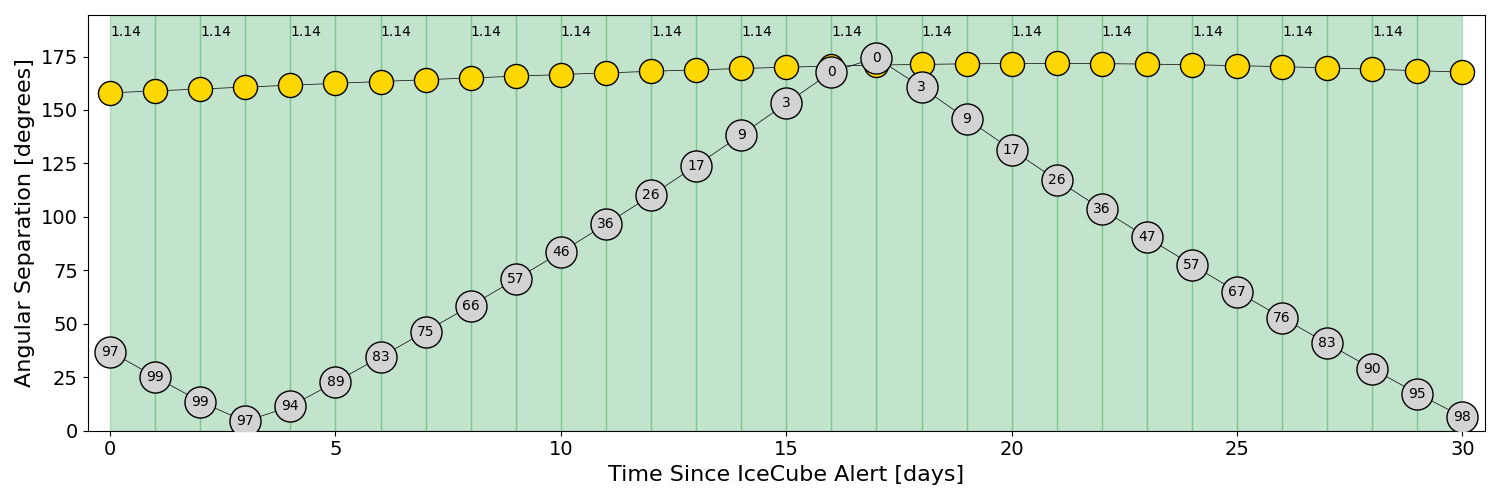 1.14 1.14 1.14 1.14 1.14 1.14 1.14 1.14 1.14 1.14 1.14 1.14 1.14 1.14 1.14
Angular Separation [degrees]
175
150
125
100
75
50
25
0
97 99 99 97 94 89 83 75 66 57 46 36 26 17 9 3 0 0 3 9 17 26 36 47 57 67 76 83 90 95 98
0 5 10 15 20 25 30
Time Since IceCube Alert [days]